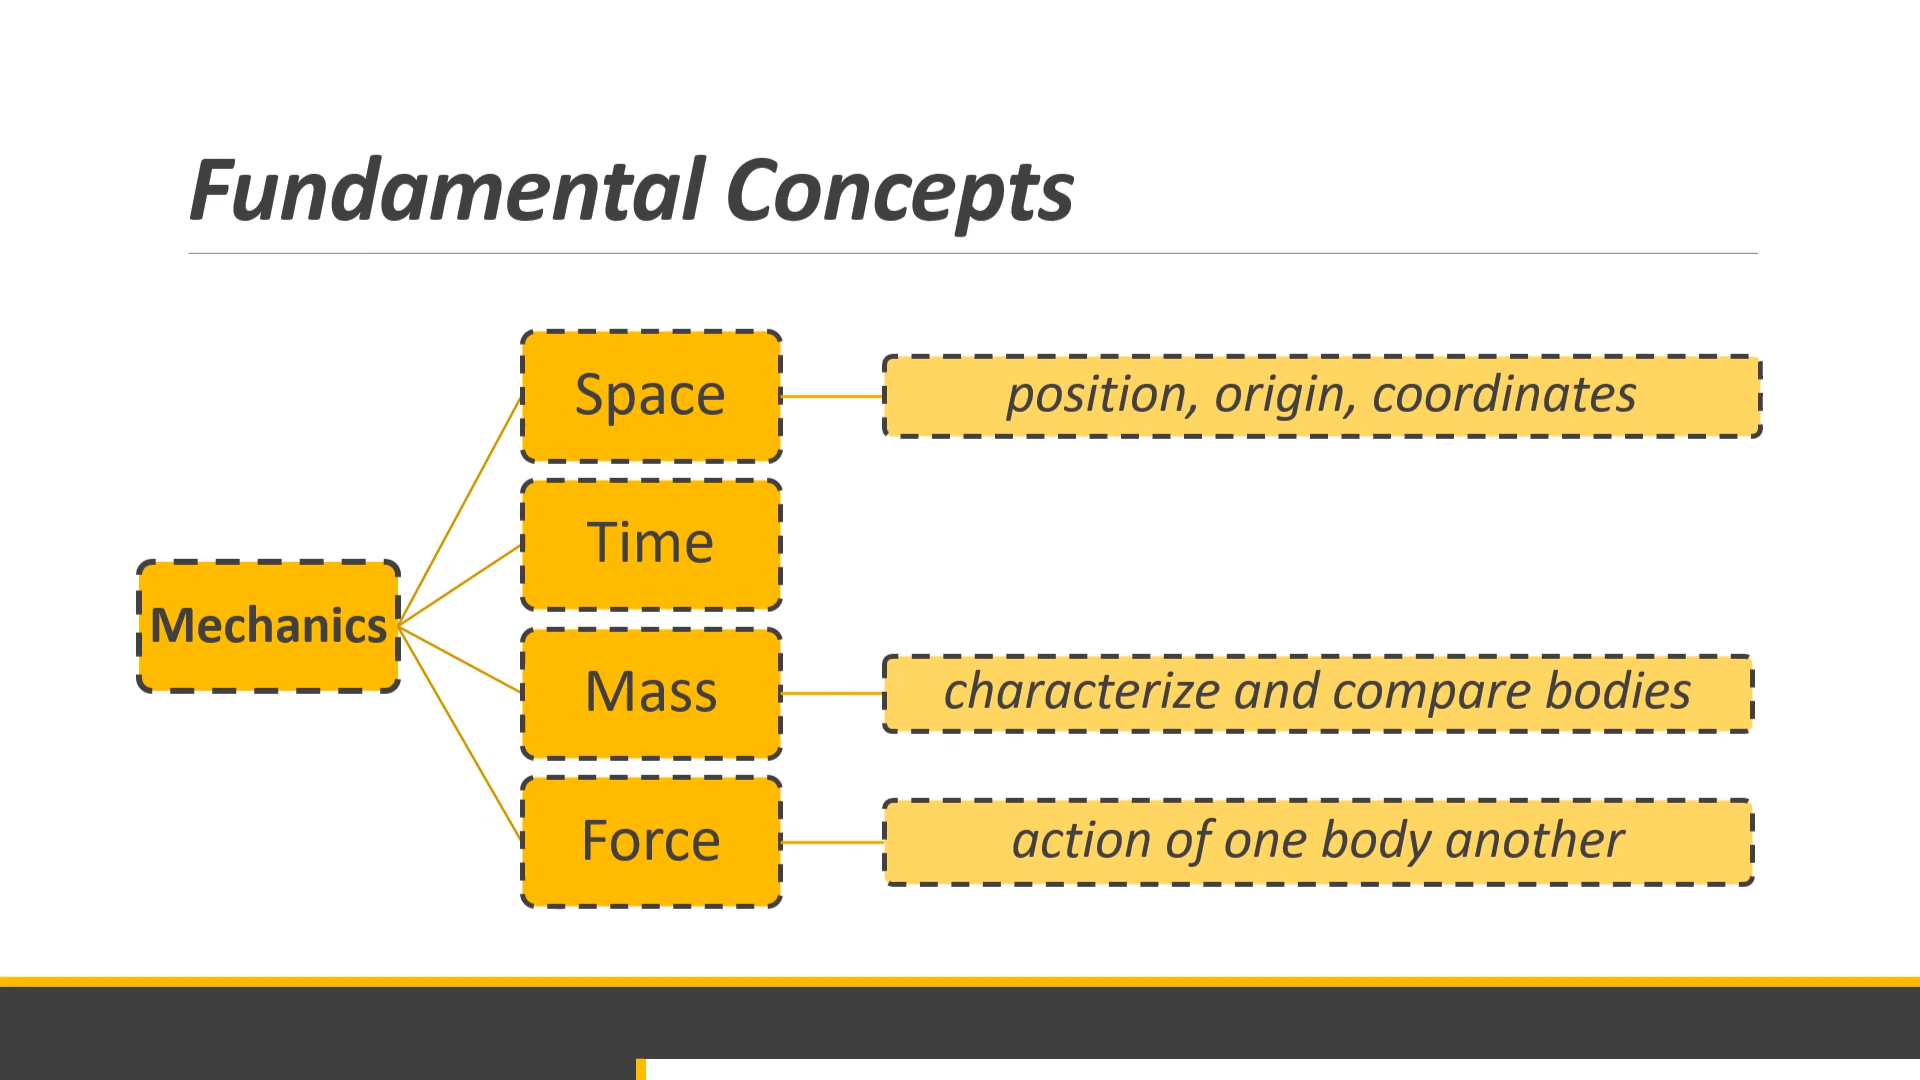 Fundamental Concepts
Space
position, origin, coordinates
Time
Mechanics
Mass
characterize and compare bodies
Force
action of one body another